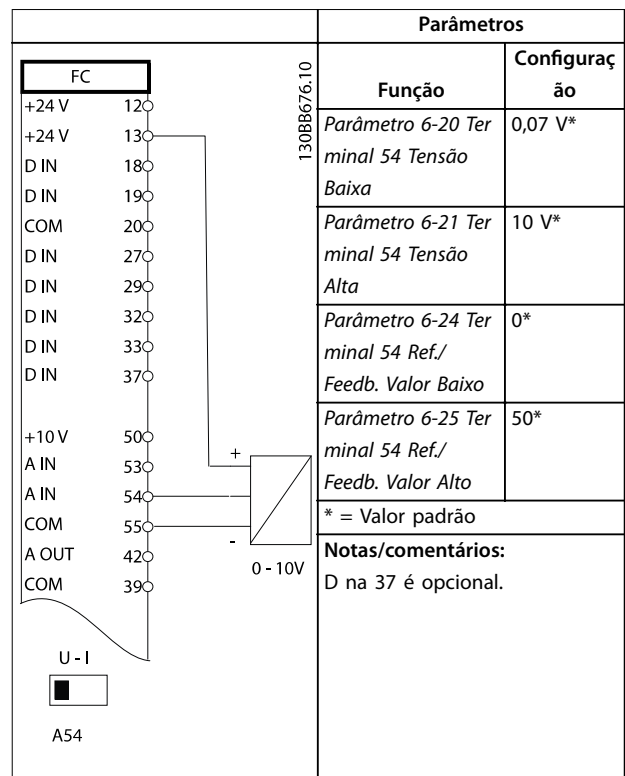 Parâmetros
Função
Configuraç
ão
FC
+24 V 12
+24 V 13
D IN 18
D IN 19
COM 20
D IN 27
D IN 29
D IN 32
D IN 33
D IN 37
+10 V 50
A IN 53
A IN 54
COM 55
A OUT 42
COM 39
U - I
A54
+
-
0 - 10V
130BB676.10
Parâmetro 6-20 Ter
minal 54 Tensão
Baixa
0,07 V*
Parâmetro 6-21 Ter
minal 54 Tensão
Alta
10 V*
Parâmetro 6-24 Ter
minal 54 Ref./
Feedb. Valor Baixo
0*
Parâmetro 6-25 Ter
minal 54 Ref./
Feedb. Valor Alto
50*
* = Valor padrão
Notas/comentários:
D na 37 é opcional.